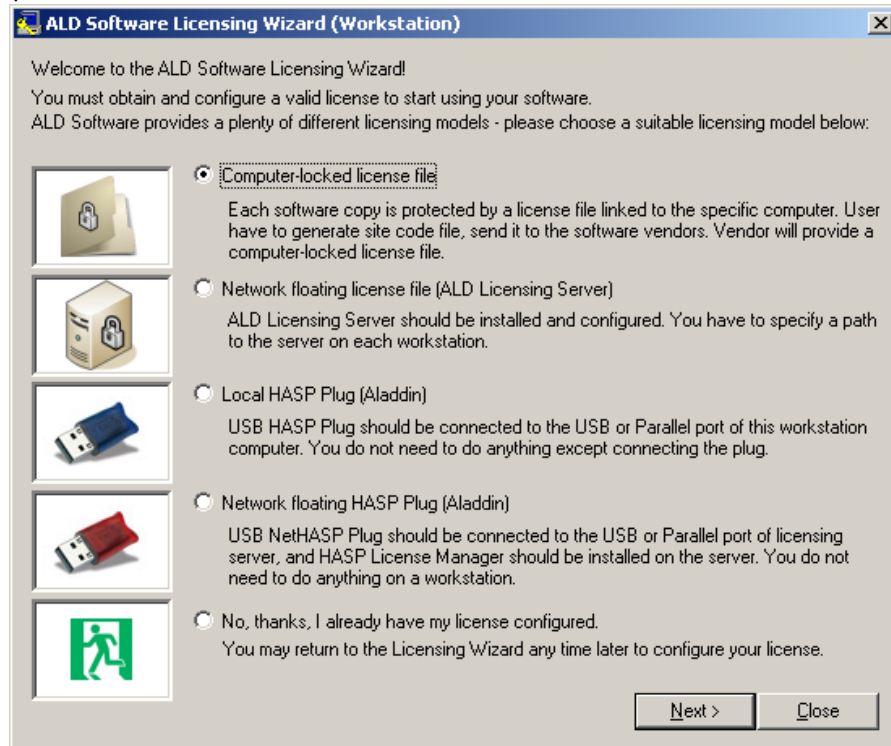 ALD Software Licensing Wizard (Workstation)
Welcome to the ALD Software Licensing Wizard!
You must obtain and configure a valid license to start using your software.
ALD Software provides a plenty of different licensing models - please choose a suitable licensing model below:
Computer-locked license file
Each software copy is protected by a license file linked to the specific computer. User
have to generate site code file, send it to the software vendors. Vendor will provide a
computer-locked license file.
Network floating license file (ALD Licensing Server)
ALD Licensing Server should be installed and configured. You have to specify a path
to the server on each workstation.
Local HASP Plug (Aladdin)
USB HASP Plug should be connected to the USB or Parallel port of this workstation
computer. You do not need to do anything except connecting the plug.
Network floating HASP Plug (Aladdin)
USB NetHASP Plug should be connected to the USB or Parallel port of licensing
server, and HASP License Manager should be installed on the server. You do not
need to do anything on a workstation.
No, thanks, I already have my license configured.
You may return to the Licensing Wizard any time later to configure your license.
Next >
Close